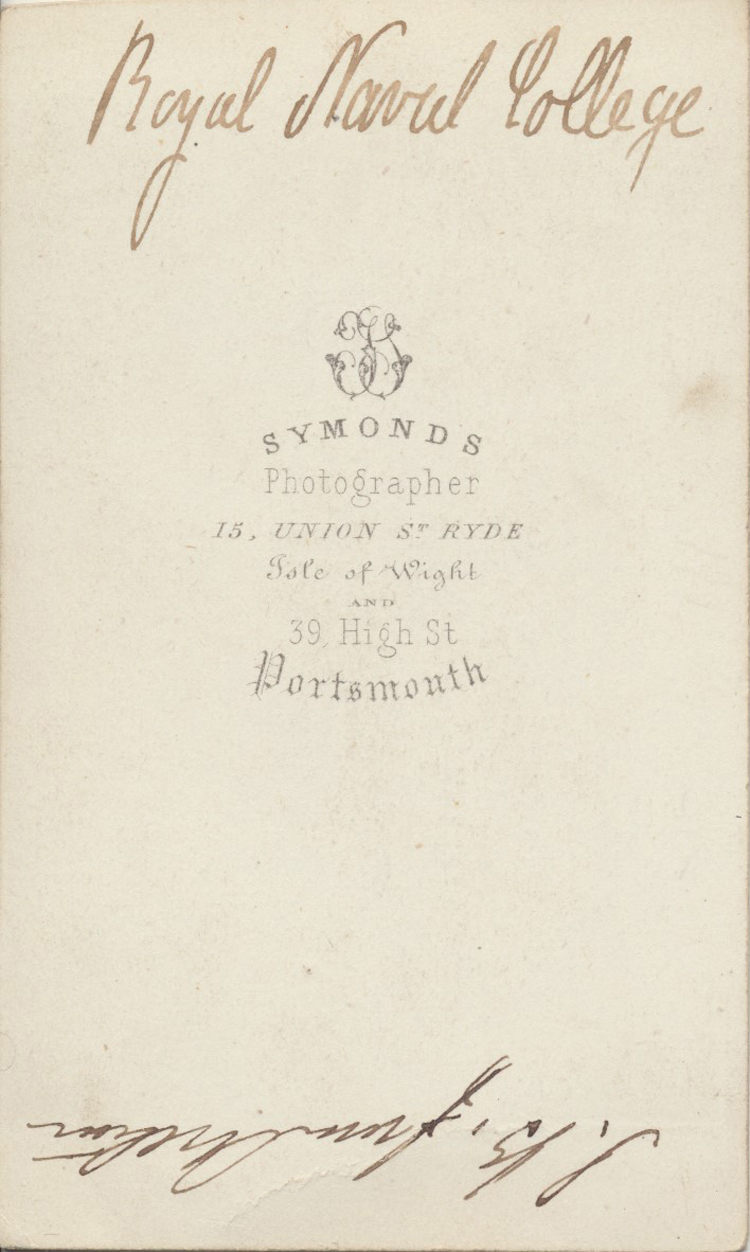 Royal Naval College
SYMONDS
Photographer
15, UNION ST RYDE
Isle of Wight
AND
39, High St
Portsmouth